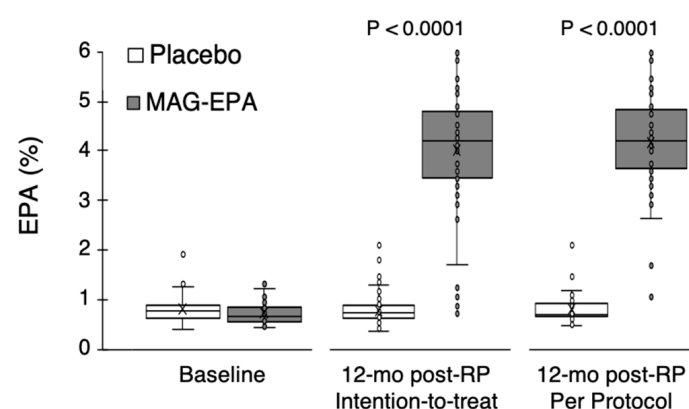 P < 0.0001
P < 0.0001
Placebo
MAG-EPA
EPA (%)
6
5
4
3
2
1
0
Baseline
12-mo post-RP
Intention-to-treat
12-mo post-RP
Per Protocol